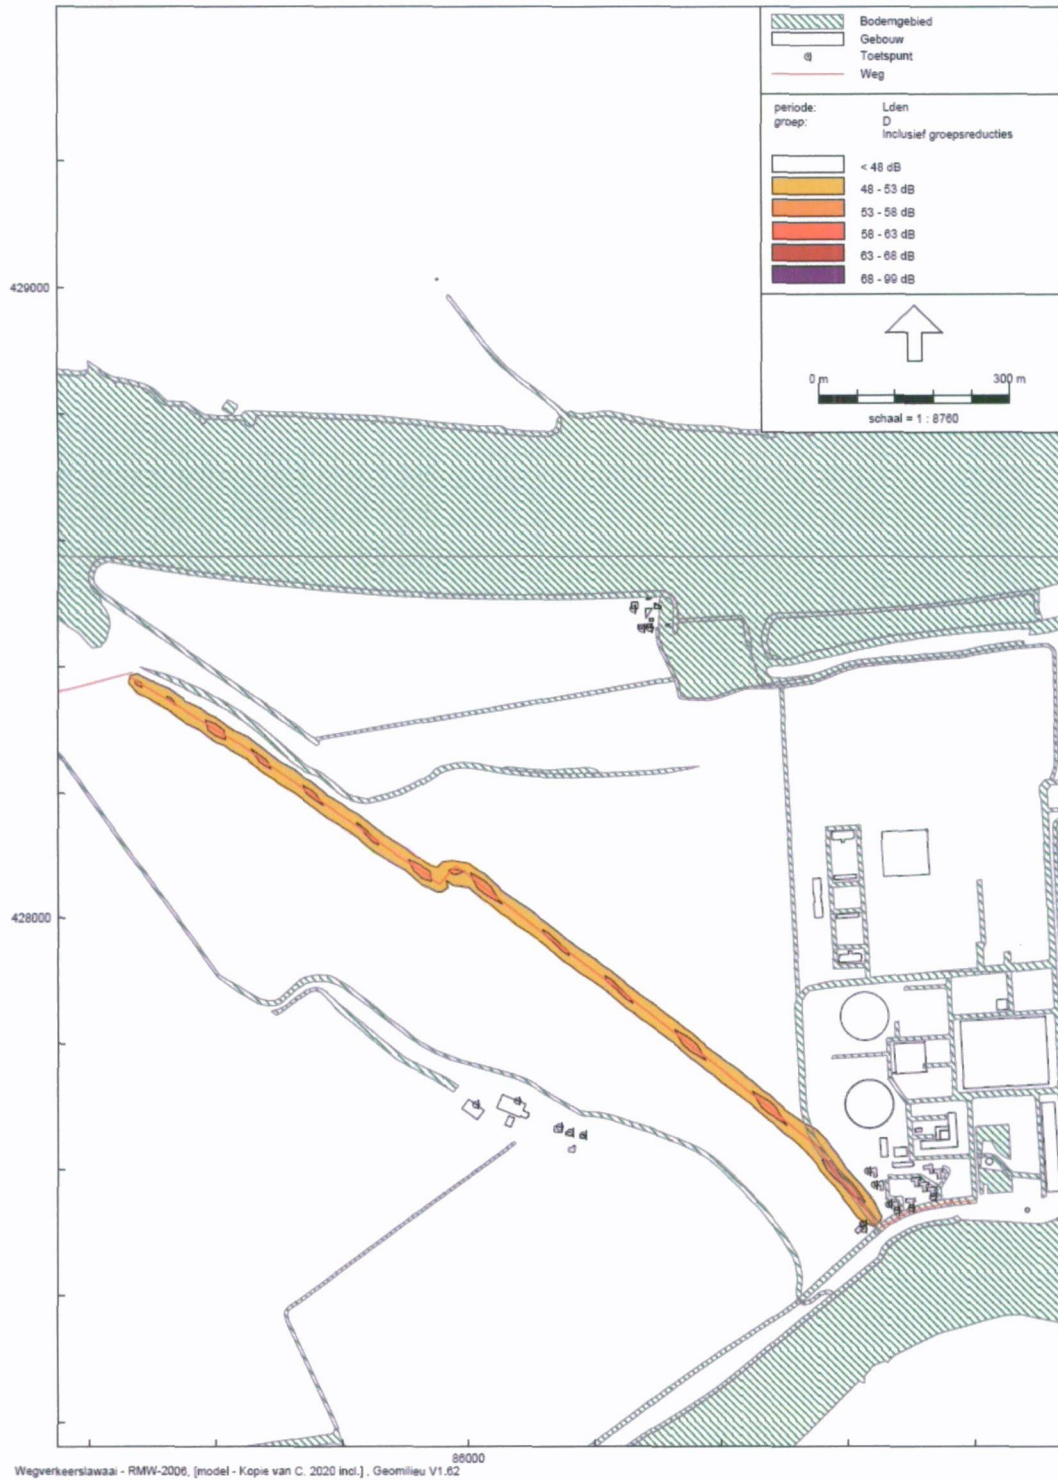 Bodemgebied
Gebouw
Toetspunt
Weg
periode: Lden
groep: D
Inclusief groepsreducties
< 48 dB
48 - 53 dB
53 - 58 dB
58 - 63 dB
63 - 68 dB
68 - 99 dB
0 m 300 m
schaal = 1 : 8760
429000
428000
86000
Wegverkeerslawaai - RMW-2006, [model - Kopie van C. 2020 incl.] , Geomilieu V1.62